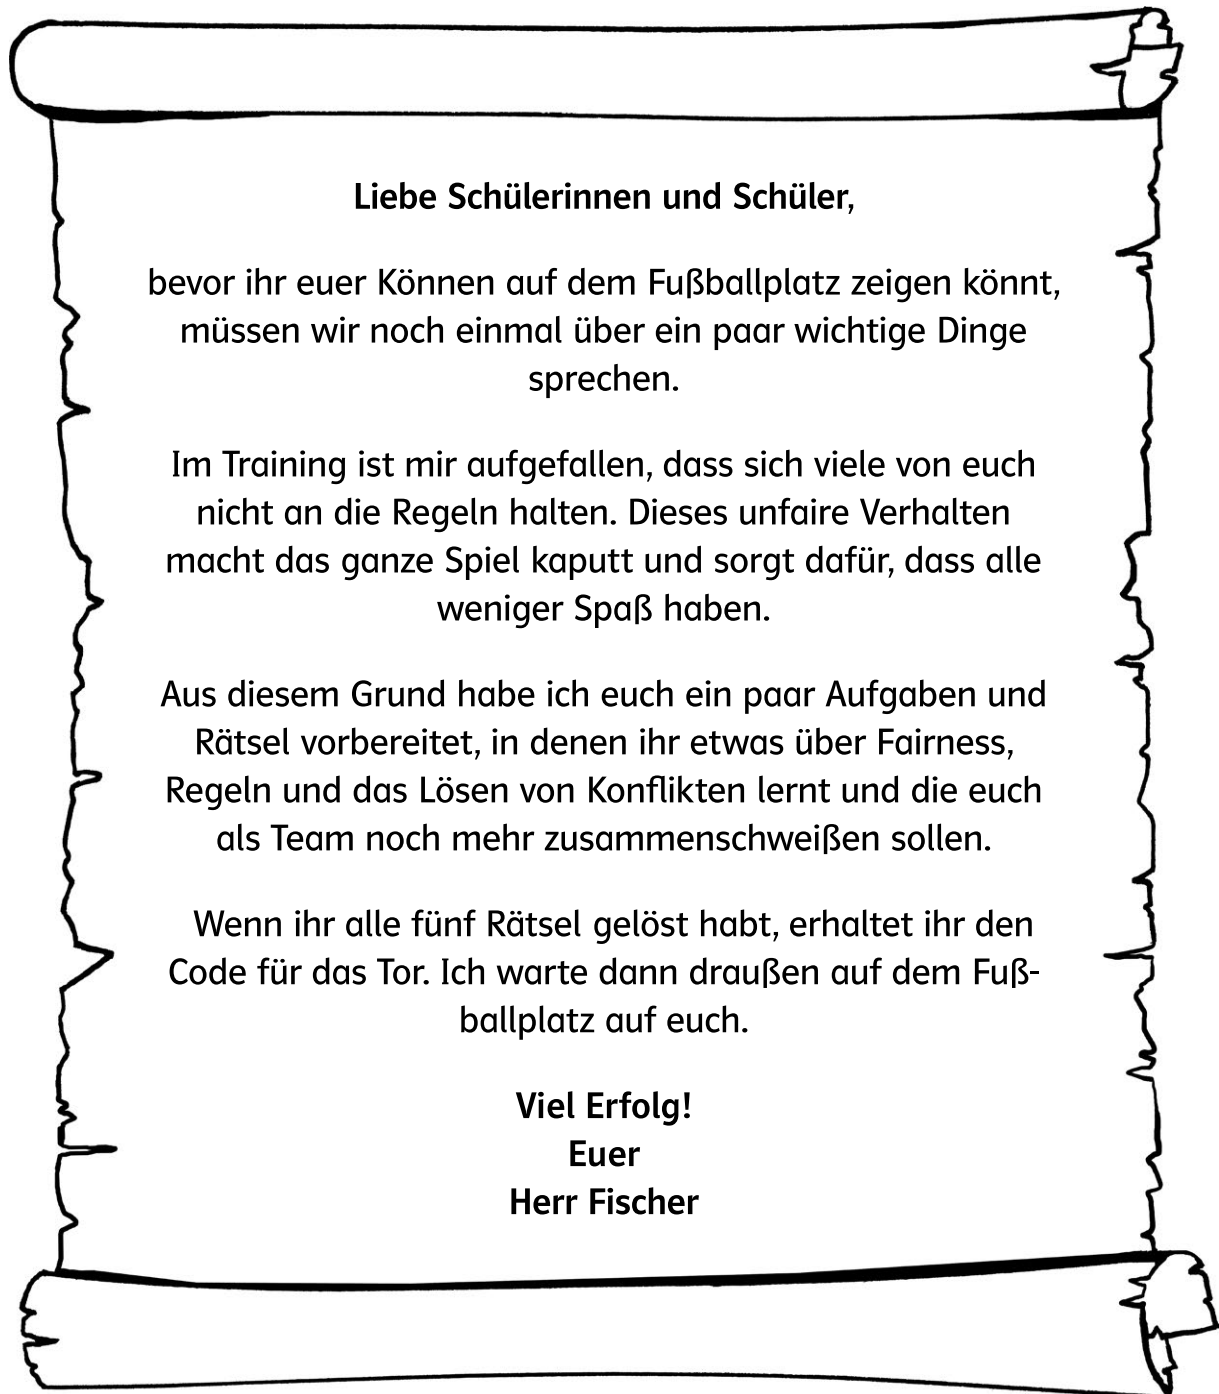 Liebe Schülerinnen und Schüler,
bevor ihr euer Können auf dem Fußballplatz zeigen könnt,
müssen wir noch einmal über ein paar wichtige Dinge
sprechen.
Im Training ist mir aufgefallen, dass sich viele von euch
nicht an die Regeln halten. Dieses unfaire Verhalten
macht das ganze Spiel kaputt und sorgt dafür, dass alle
weniger Spaß haben.
Aus diesem Grund habe ich euch ein paar Aufgaben und
Rätsel vorbereitet, in denen ihr etwas über Fairness,
Regeln und das Lösen von Konflikten lernt und die euch
als Team noch mehr zusammenschweißen sollen.
Wenn ihr alle fünf Rätsel gelöst habt, erhaltet ihr den
Code für das Tor. Ich warte dann draußen auf dem Fuß-
ballplatz auf euch.
Viel Erfolg!
Euer
Herr Fischer